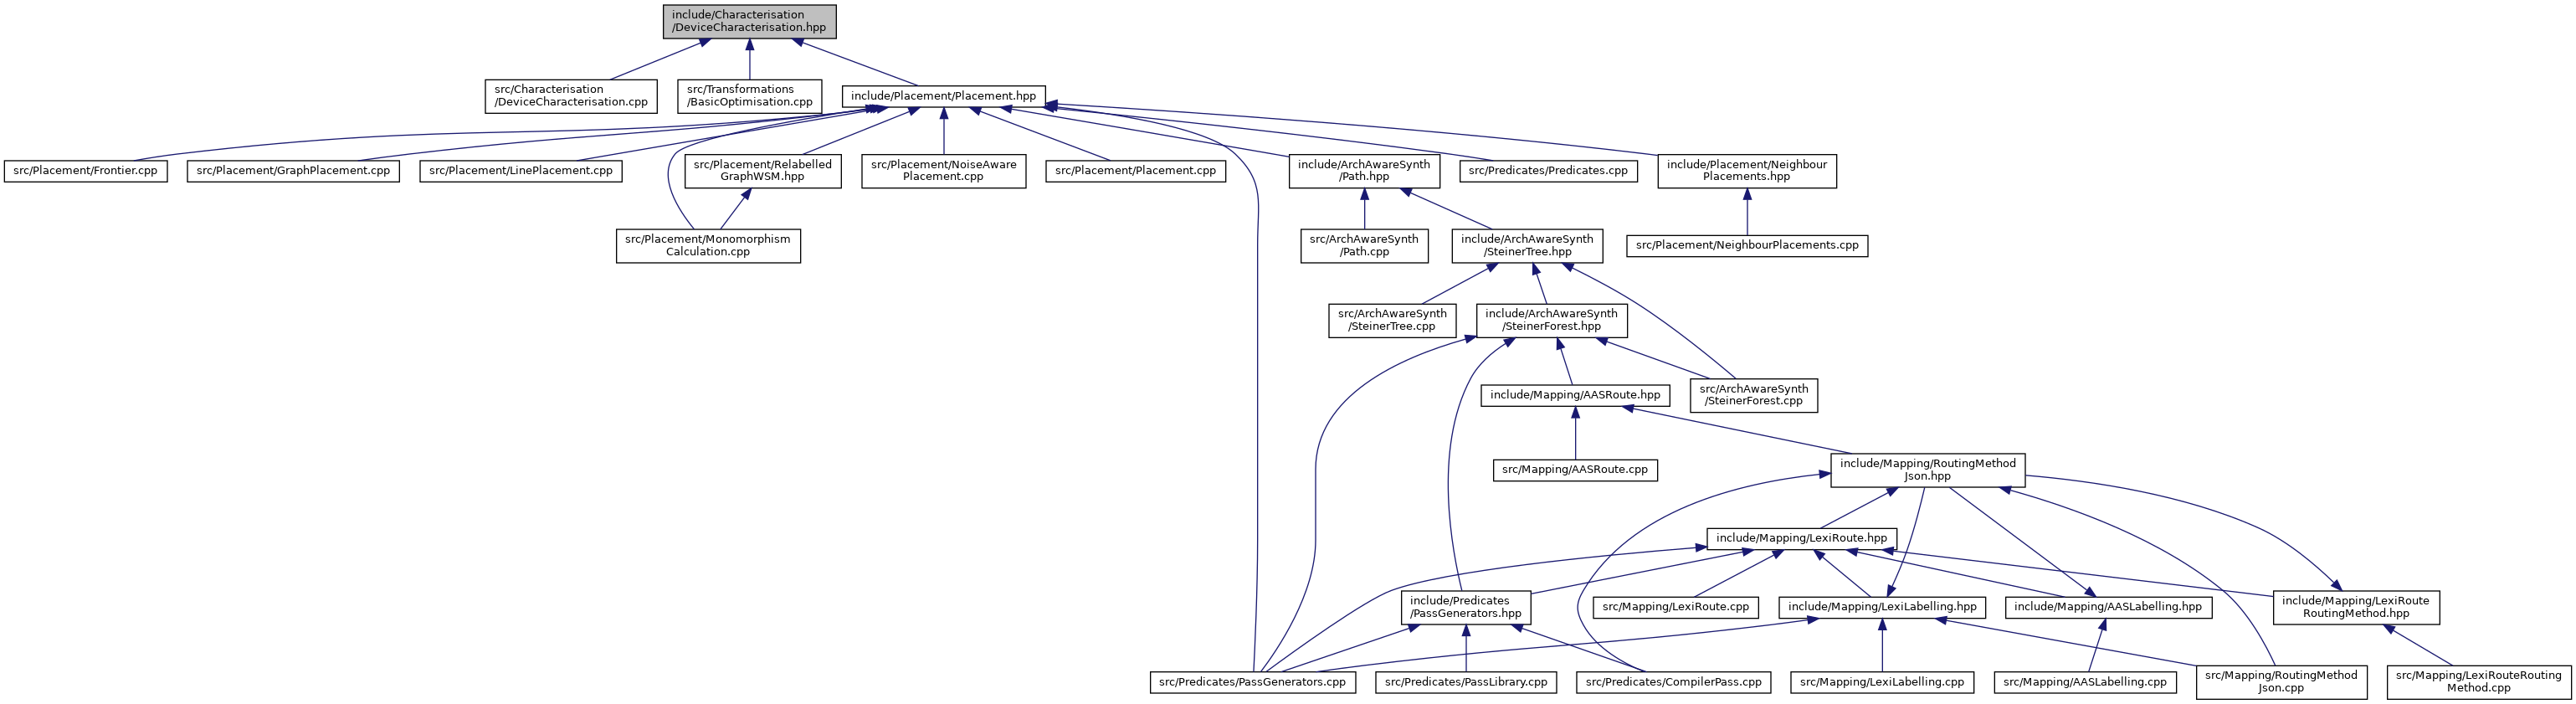 include/Characterisation
/DeviceCharacterisation.hpp
src/Characterisation
/DeviceCharacterisation.cpp
src/Transformations
/BasicOptimisation.cpp
include/Placement/Placement.hpp
src/Placement/Frontier.cpp
src/Placement/GraphPlacement.cpp
src/Placement/LinePlacement.cpp
src/Placement/Relabelled
GraphWSM.hpp
src/Placement/NoiseAware
Placement.cpp
src/Placement/Placement.cpp
include/ArchAwareSynth
/Path.hpp
src/Predicates/Predicates.cpp
include/Placement/Neighbour
Placements.hpp
src/Placement/Monomorphism
Calculation.cpp
src/ArchAwareSynth
/Path.cpp
include/ArchAwareSynth
/SteinerTree.hpp
src/Placement/NeighbourPlacements.cpp
src/ArchAwareSynth
/SteinerTree.cpp
include/ArchAwareSynth
/SteinerForest.hpp
include/Mapping/AASRoute.hpp
src/ArchAwareSynth
/SteinerForest.cpp
src/Mapping/AASRoute.cpp
include/Mapping/RoutingMethod
Json.hpp
include/Mapping/LexiRoute.hpp
include/Predicates
/PassGenerators.hpp
src/Mapping/LexiRoute.cpp
include/Mapping/LexiLabelling.hpp
include/Mapping/AASLabelling.hpp
include/Mapping/LexiRoute
RoutingMethod.hpp
src/Predicates/PassGenerators.cpp
src/Predicates/PassLibrary.cpp
src/Predicates/CompilerPass.cpp
src/Mapping/LexiLabelling.cpp
src/Mapping/AASLabelling.cpp
src/Mapping/RoutingMethod
Json.cpp
src/Mapping/LexiRouteRouting
Method.cpp